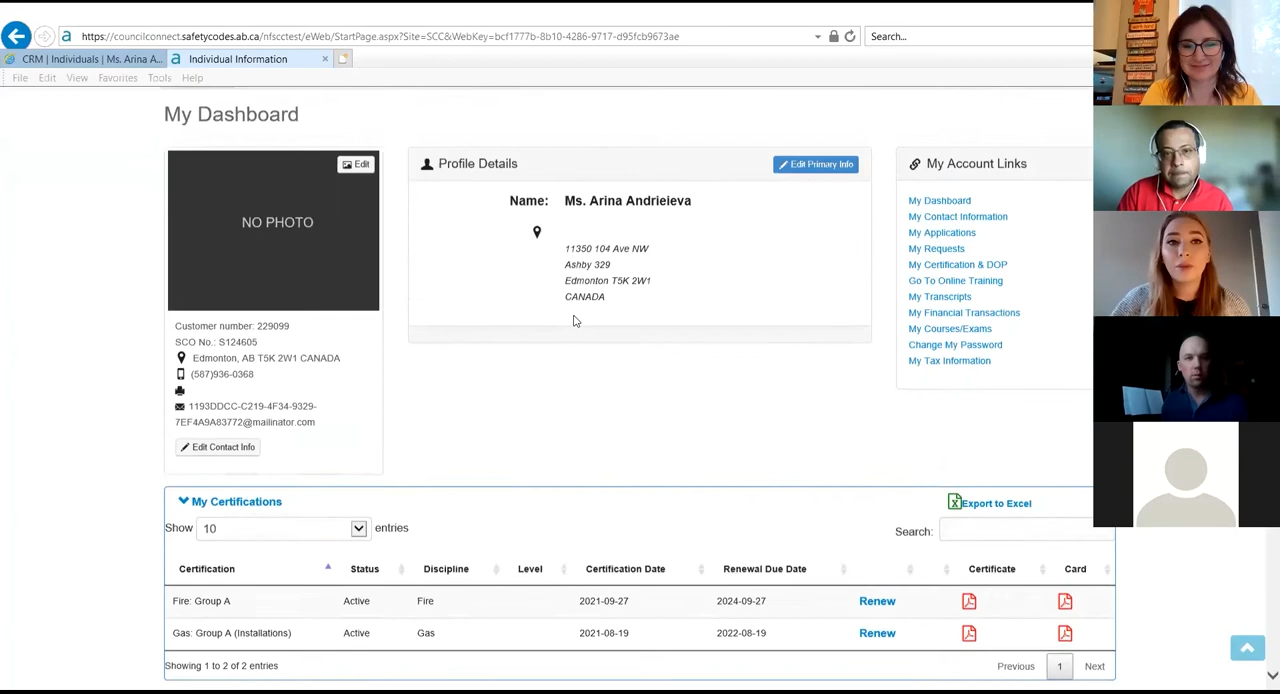 https://councilconnect.safetycodes.ab.ca/nfscctest/eWeb/StartPage.aspx?Site=SCC&WebKey=bcf1777b-8b10-4286-9717-d95fcb9673ae
Search...
CRM | Individuals | Ms. Arina A...
Individual Information
File Edit View Favorites Tools Help
My Dashboard
Edit
NO PHOTO
Customer number: 229099
SCO No.: S124605
Edmonton, AB T5K 2W1 CANADA
(587)936-0368
1193DDCC-C219-4F34-9329-
7EF4A9A83772@mailinator.com
Edit Contact Info
Profile Details
Edit Primary Info
Name: Ms. Arina Andrieieva
11350 104 Ave NW
Ashby 329
Edmonton T5K 2W1
CANADA
My Account Links
My Dashboard
My Contact Information
My Applications
My Requests
My Certification & DOP
Go To Online Training
My Transcripts
My Financial Transactions
My Courses/Exams
Change My Password
My Tax Information
My Certifications
Export to Excel
Show 10 entries
Search:
Certification Status Discipline Level Certification Date Renewal Due Date Certificate Card
Fire: Group A Active Fire 2021-09-27 2024-09-27 Renew
Gas: Group A (Installations) Active Gas 2021-08-19 2022-08-19 Renew
Showing 1 to 2 of 2 entries
Previous 1 Next